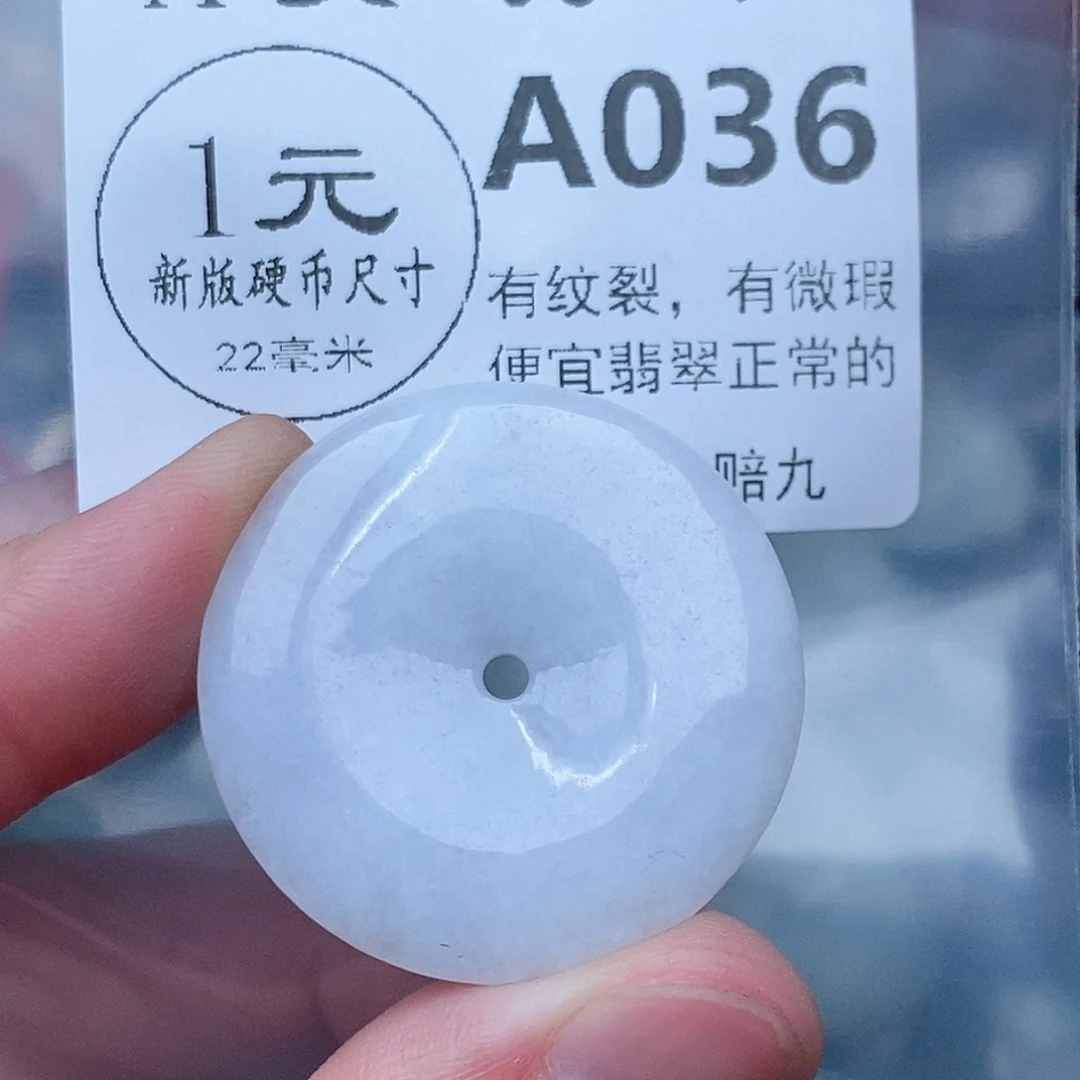 1元
新版硬币尺寸
22毫米
A036
有纹裂，有微瑕
便宜翡翠正常的
赔九